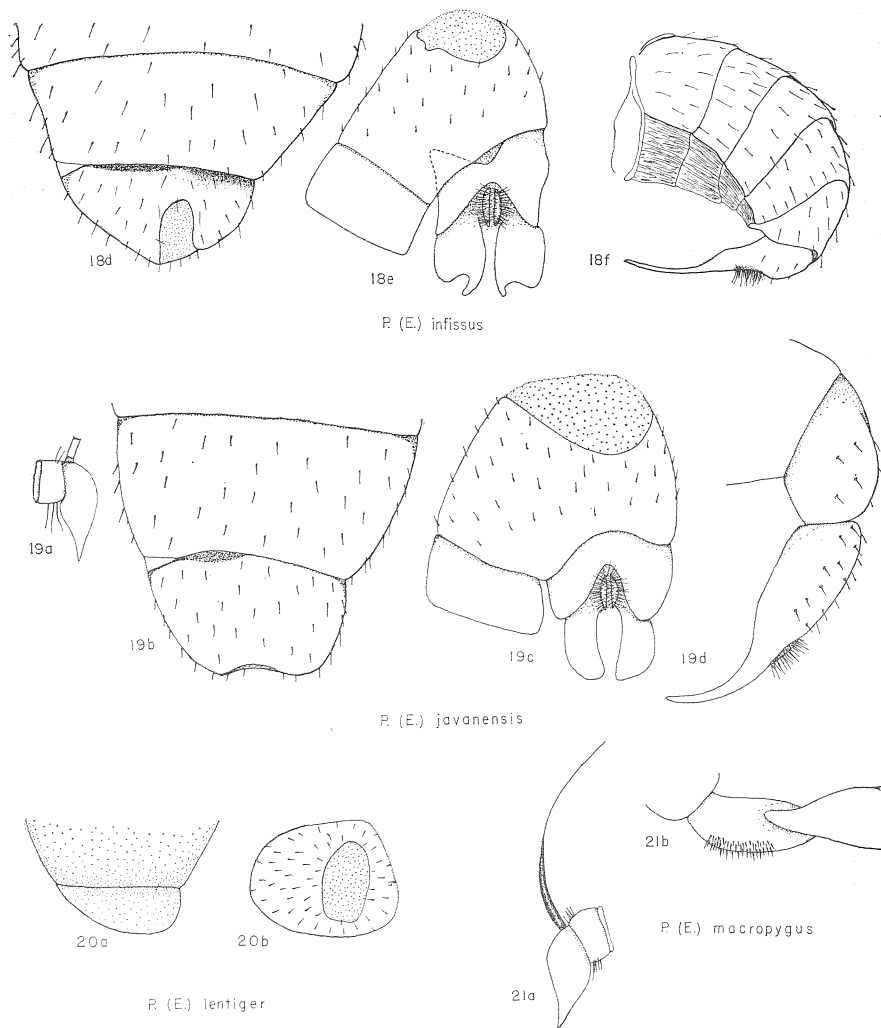 18d
18e
18f
P. (E.) infissus
19a
19b
19c
19d
P. (E.) javanensis
20a
20b
21b
P. (E.) macropygus
21a
P. (E.) lentiger